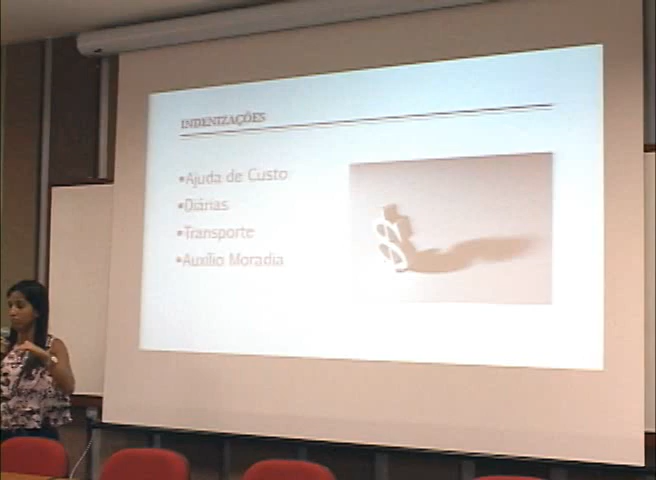 INDENIZAÇÕES
•Ajuda de Custo
•Diárias
•Transporte
•Auxílio Moradia